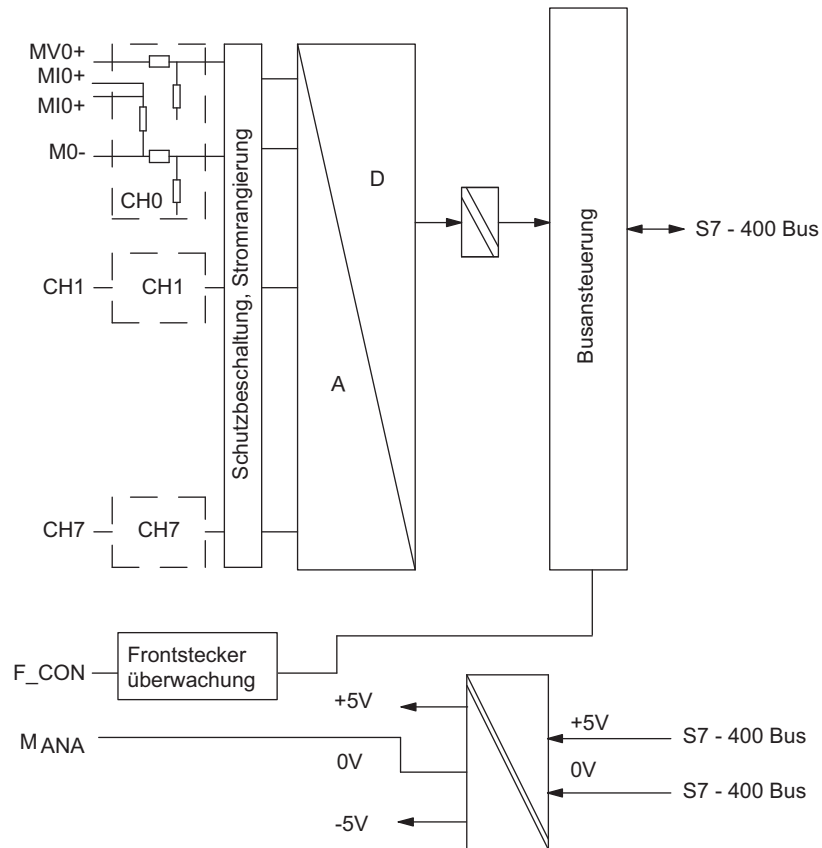 MV0+
MI0+
MI0+
M0-
CH0
CH1
CH1
CH7
CH7
Schutzbeschaltung, Stromrangierung
D
A
Busansteuerung
S7 - 400 Bus
F_CON
Frontstecker
überwachung
MANA
+5V
0V
-5V
+5V
S7 - 400 Bus
0V
S7 - 400 Bus